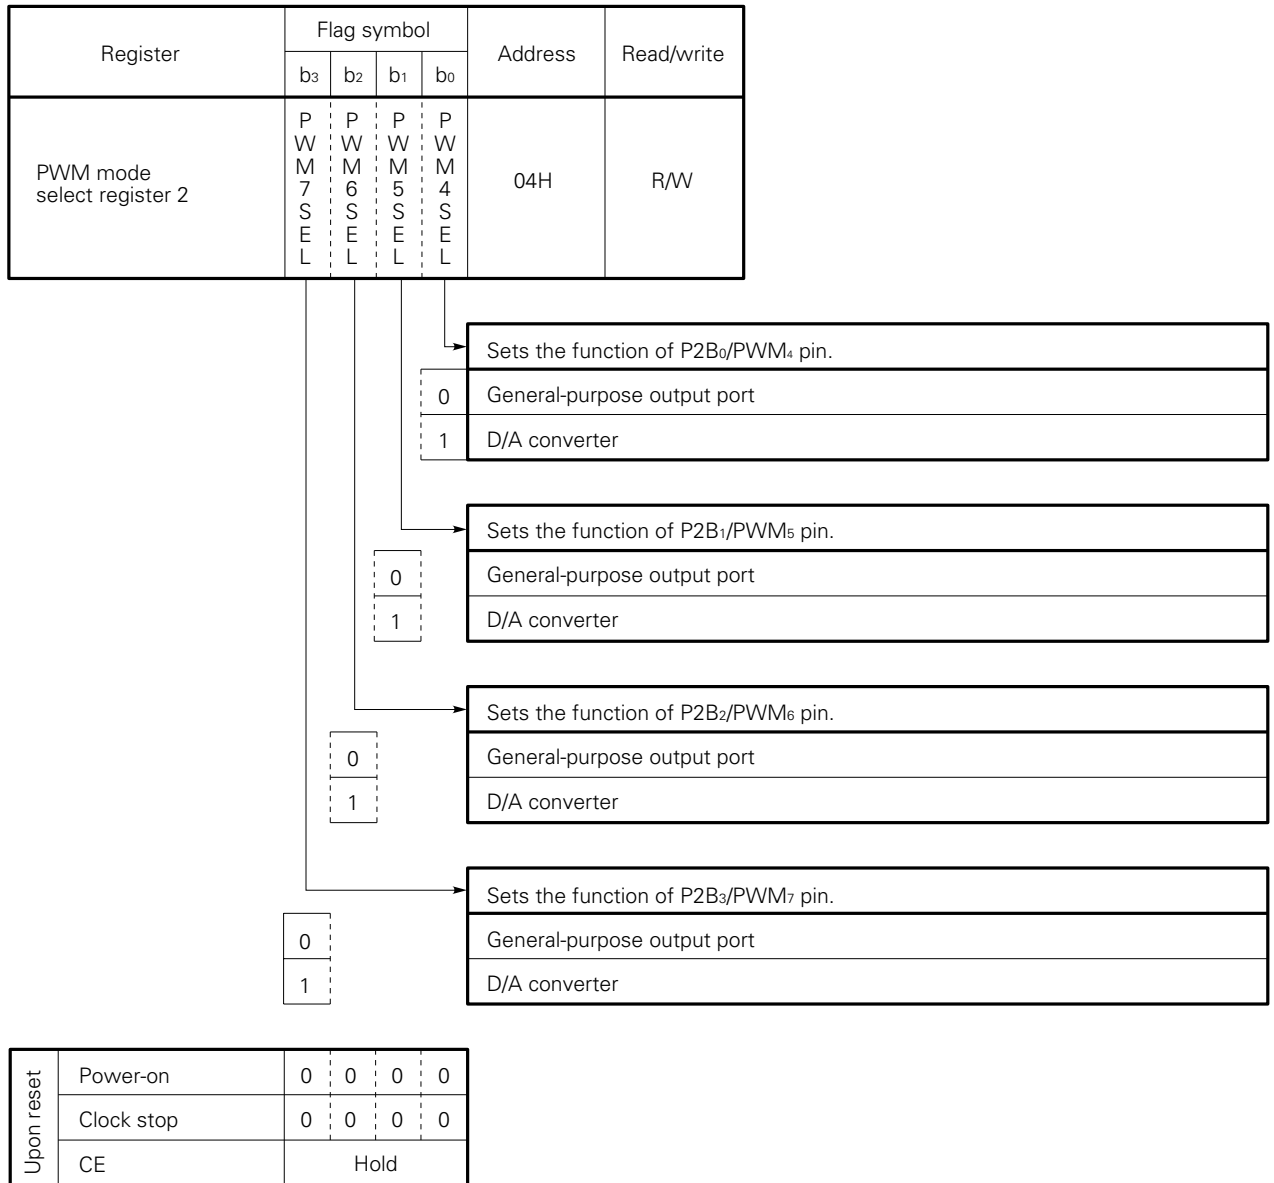 Register Flag symbol Address Read/write
b₃ b₂ b₁ b₀
PWM mode
select register 2
PWM7SEL PWM6SEL PWM5SEL PWM4SEL
04H R/W
Sets the function of P2B₀/PWM₄ pin.
0 General-purpose output port
1 D/A converter
Sets the function of P2B₁/PWM₅ pin.
0 General-purpose output port
1 D/A converter
Sets the function of P2B₂/PWM₆ pin.
0 General-purpose output port
1 D/A converter
Sets the function of P2B₃/PWM₇ pin.
0 General-purpose output port
1 D/A converter
Upon reset
Power-on 0 0 0 0
Clock stop 0 0 0 0
CE Hold